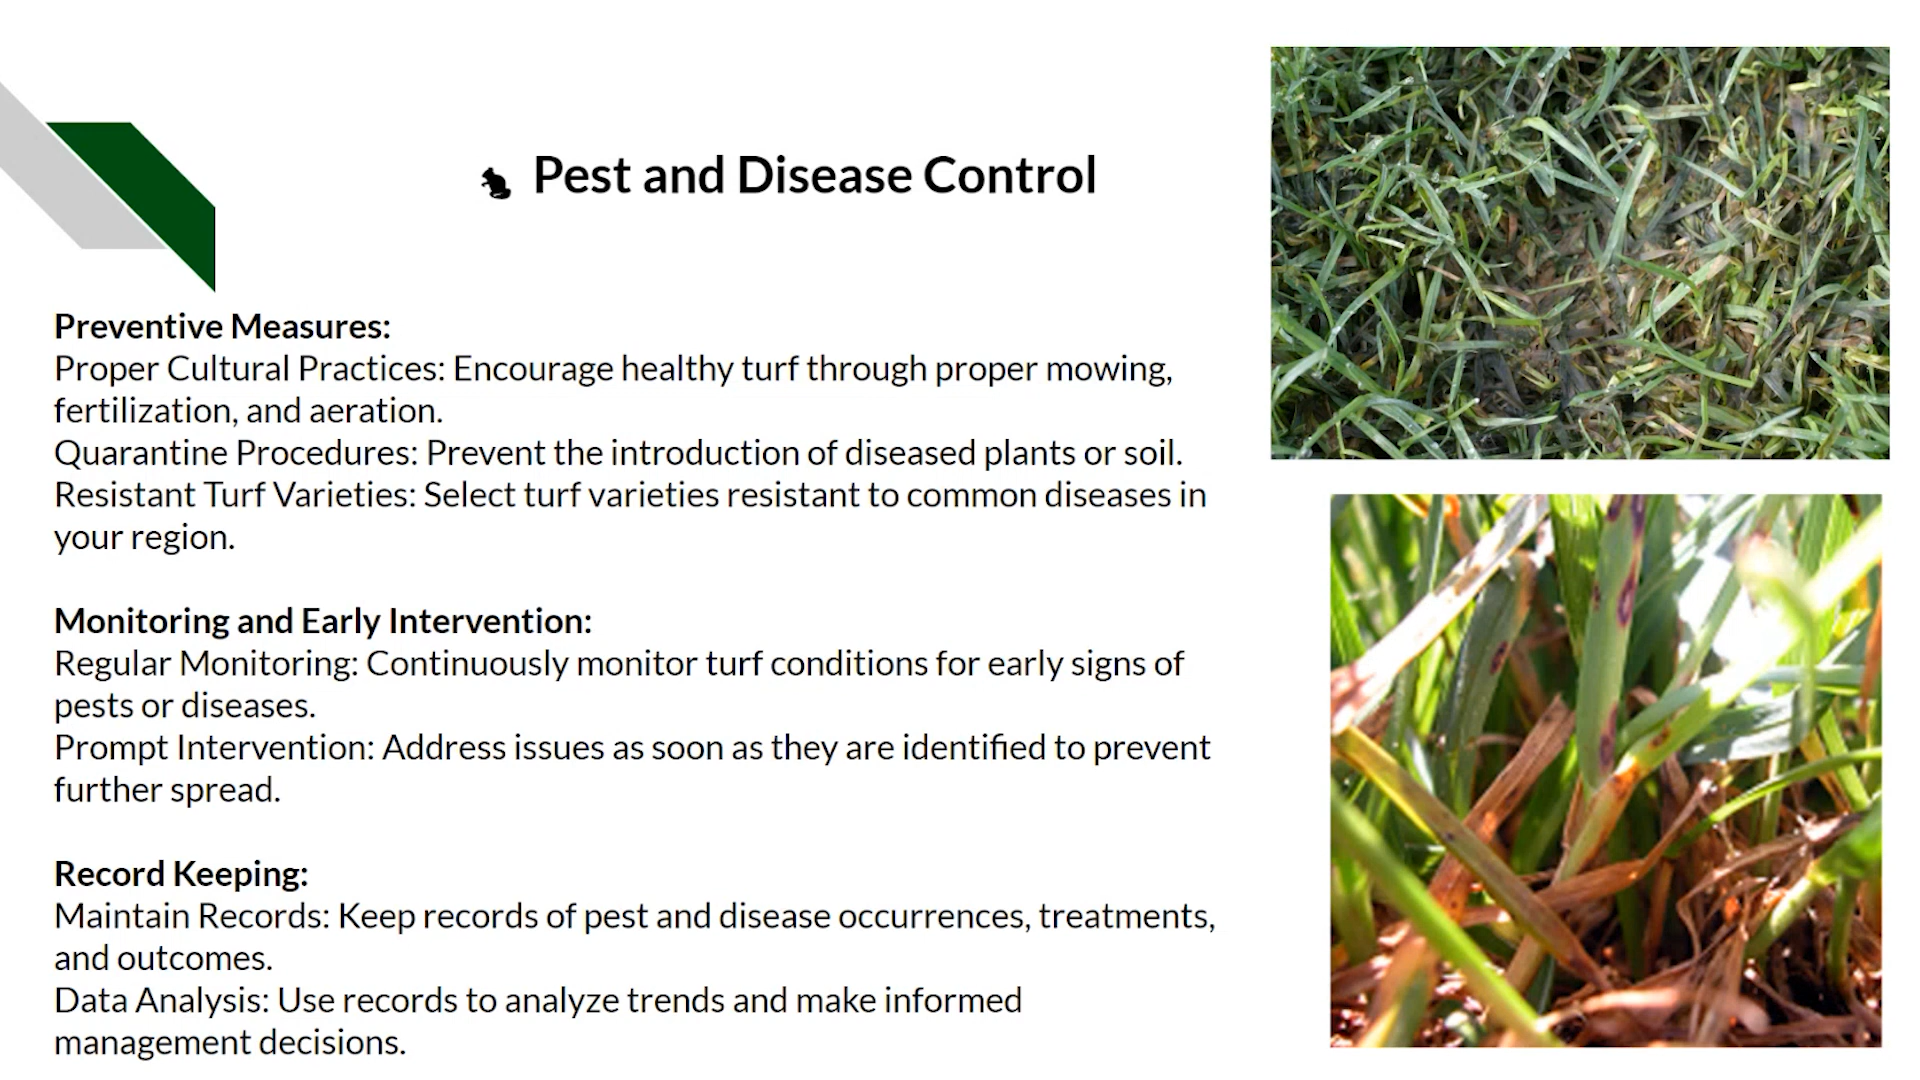 Pest and Disease Control
Preventive Measures:
Proper Cultural Practices: Encourage healthy turf through proper mowing,
fertilization, and aeration.
Quarantine Procedures: Prevent the introduction of diseased plants or soil.
Resistant Turf Varieties: Select turf varieties resistant to common diseases in
your region.
Monitoring and Early Intervention:
Regular Monitoring: Continuously monitor turf conditions for early signs of
pests or diseases.
Prompt Intervention: Address issues as soon as they are identified to prevent
further spread.
Record Keeping:
Maintain Records: Keep records of pest and disease occurrences, treatments,
and outcomes.
Data Analysis: Use records to analyze trends and make informed
management decisions.